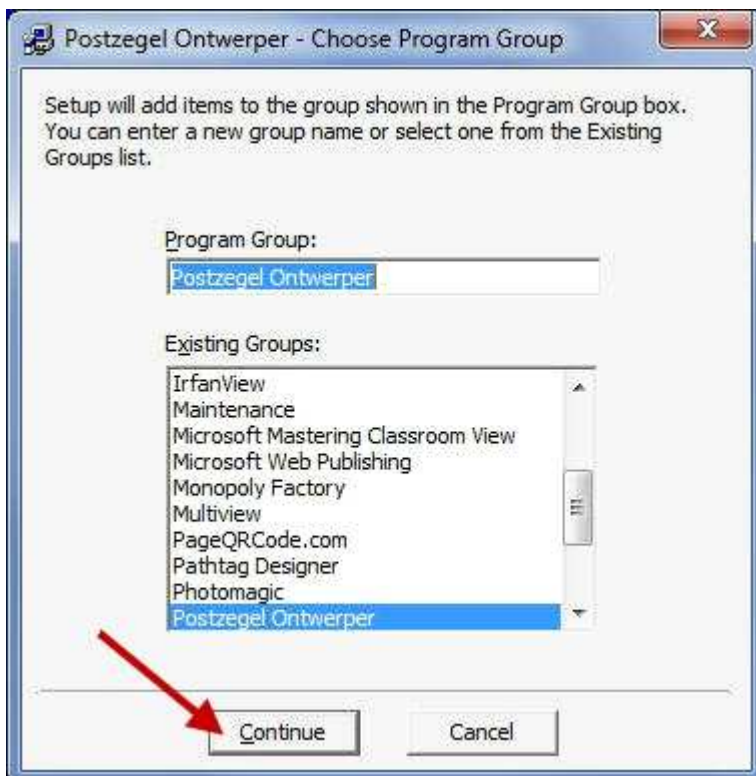 Postzegel Ontwerper - Choose Program Group
Setup will add items to the group shown in the Program Group box.
You can enter a new group name or select one from the Existing
Groups list.
Program Group:
Postzegel Ontwerper
Existing Groups:
IrfanView
Maintenance
Microsoft Mastering Classroom View
Microsoft Web Publishing
Monopoly Factory
Multiview
PageQRCode.com
Pathtag Designer
Photomagic
Postzegel Ontwerper
Continue Cancel